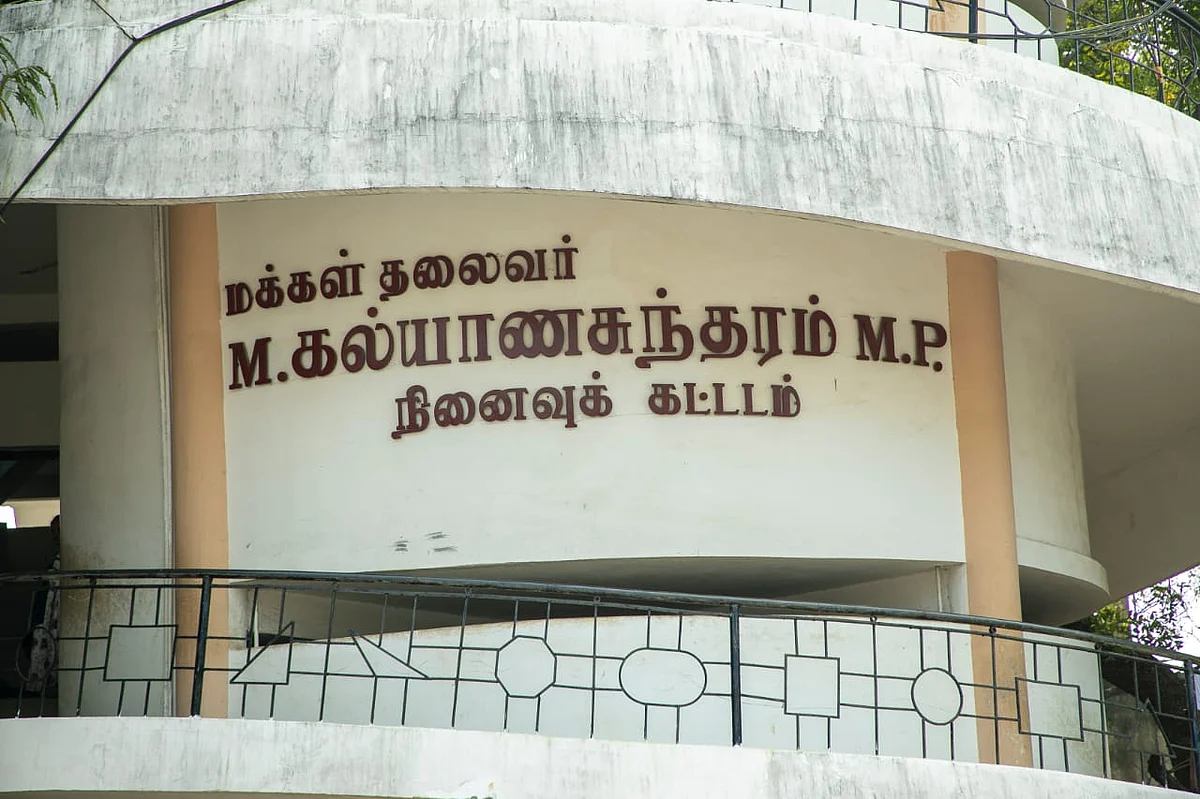 மக்கள் தலைவர்
M.கல்யாணசுந்தரம் M.P.
நினைவுக் கட்டடம்